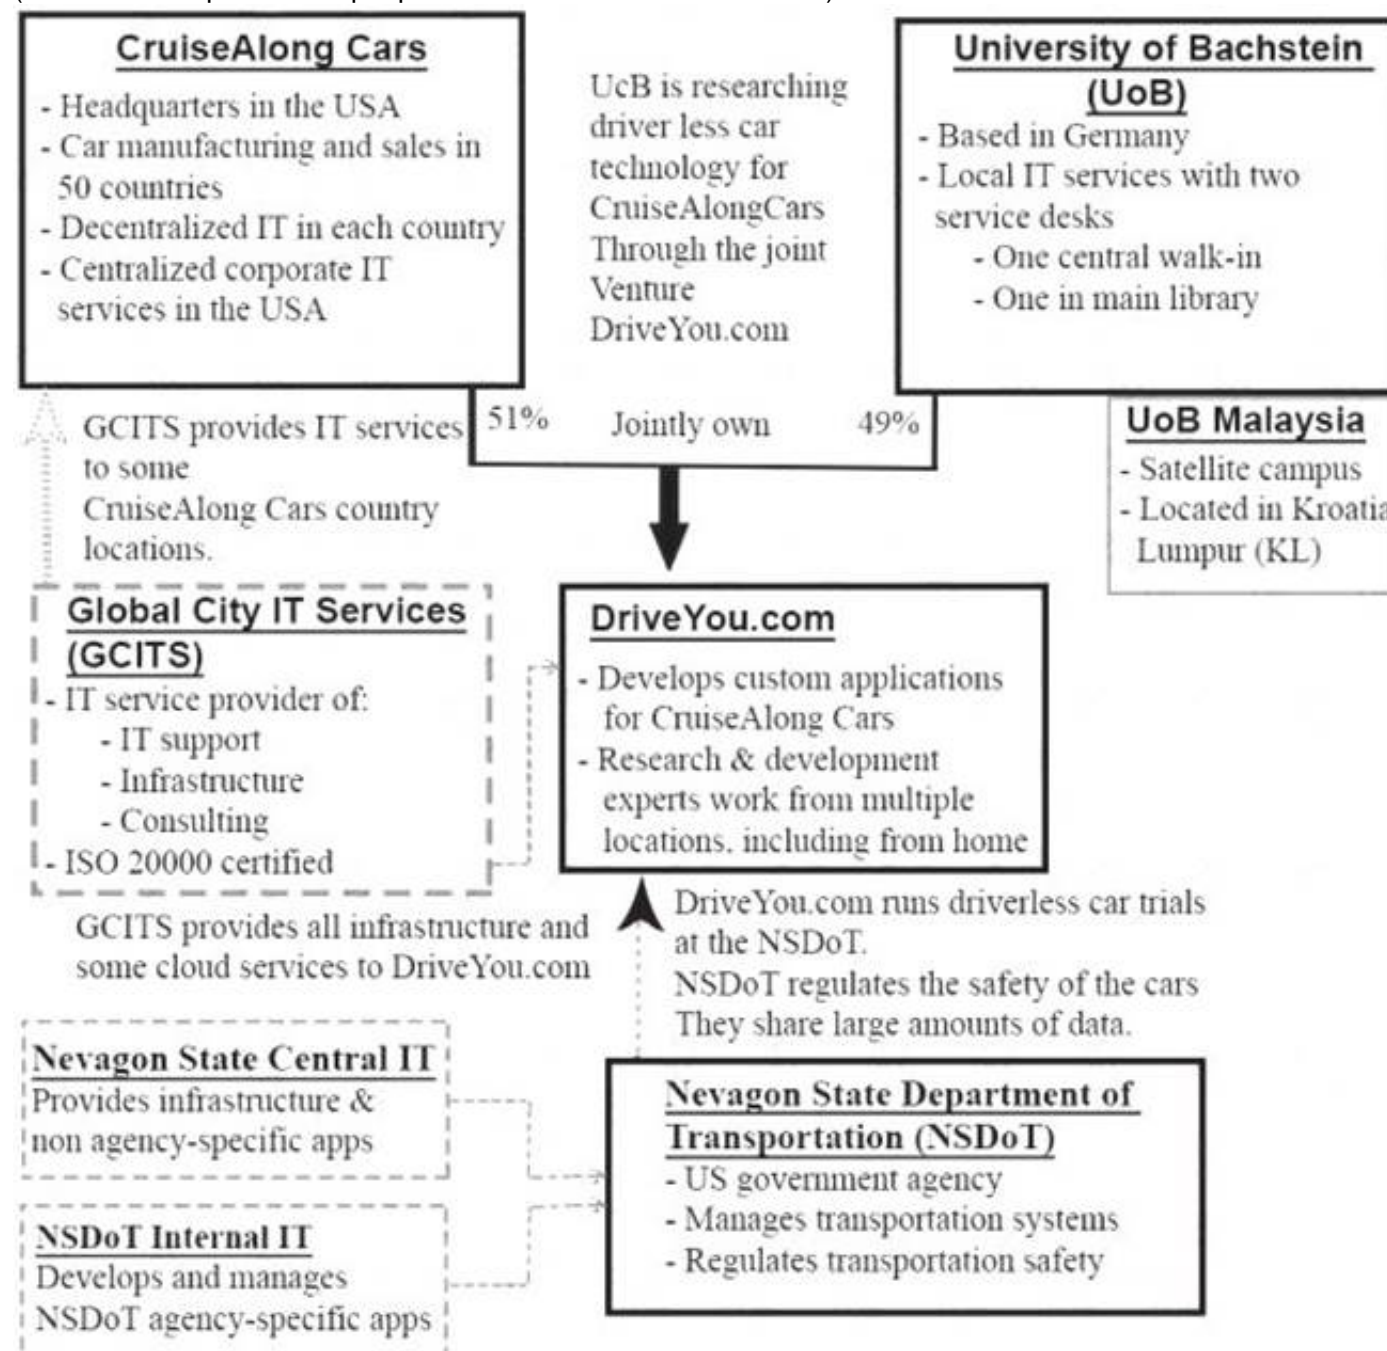 CruiseAlong Cars
- Headquarters in the USA
- Car manufacturing and sales in
50 countries
- Decentralized IT in each country
- Centralized corporate IT
services in the USA
UcB is researching
driver less car
technology for
CruiseAlongCars
Through the joint
Venture
DriveYou.com
University of Bachstein
(UoB)
- Based in Germany
- Local IT services with two
service desks
- One central walk-in
- One in main library
51%
Jointly own
49%
UoB Malaysia
- Satellite campus
- Located in Kroatia
Lumpur (KL)
GCITS provides IT services
to some
CruiseAlong Cars country
locations.
Global City IT Services
(GCITS)
- IT service provider of:
- IT support
- Infrastructure
- Consulting
- ISO 20000 certified
DriveYou.com
- Develops custom applications
for CruiseAlong Cars
- Research & development
experts work from multiple
locations. including from home
GCITS provides all infrastructure and
some cloud services to DriveYou.com
DriveYou.com runs driverless car trials
at the NSDoT.
NSDoT regulates the safety of the cars
They share large amounts of data.
Nevagon State Central IT
Provides infrastructure &
non agency-specific apps
NSDoT Internal IT
Develops and manages
NSDoT agency-specific apps
Nevagon State Department of
Transportation (NSDoT)
- US government agency
- Manages transportation systems
- Regulates transportation safety